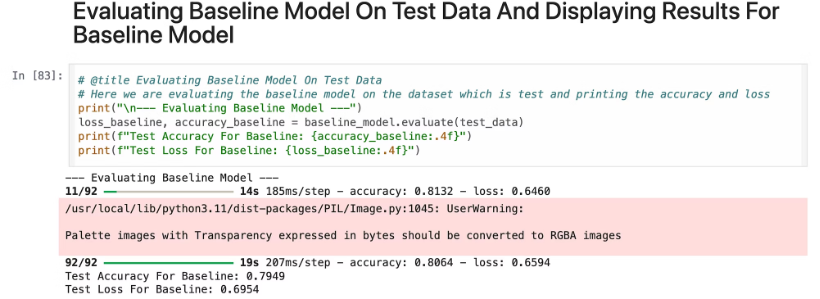 Evaluating Baseline Model On Test Data And Displaying Results For
Baseline Model
In [83]:
# @title Evaluating Baseline Model On Test Data
# Here we are evaluating the baseline model on the dataset which is test and printing the accuracy and loss
print("\n--- Evaluating Baseline Model ---")
loss_baseline, accuracy_baseline = baseline_model.evaluate(test_data)
print(f"Test Accuracy For Baseline: {accuracy_baseline:.4f}")
print(f"Test Loss For Baseline: {loss_baseline:.4f}")
--- Evaluating Baseline Model ---
11/92 14s 185ms/step - accuracy: 0.8132 - loss: 0.6460
/usr/local/lib/python3.11/dist-packages/PIL/Image.py:1045: UserWarning:
Palette images with Transparency expressed in bytes should be converted to RGBA images
92/92 19s 207ms/step - accuracy: 0.8064 - loss: 0.6594
Test Accuracy For Baseline: 0.7949
Test Loss For Baseline: 0.6954